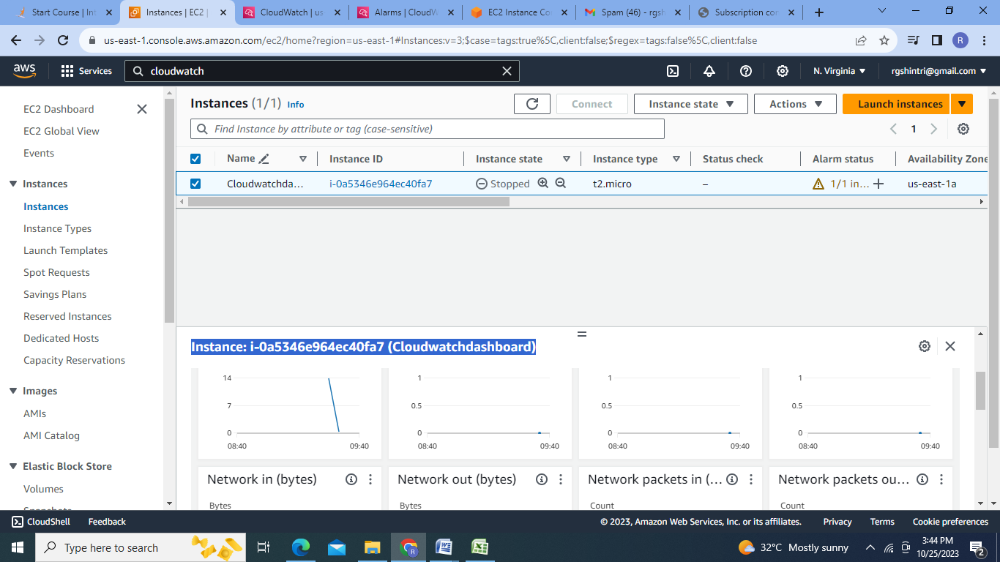 Start Course | Int
Instances | EC2 |
CloudWatch | us
Alarms | CloudW
EC2 Instance Co
Spam (46) - rgsh
Subscription con
us-east-1.console.aws.amazon.com/ec2/home?region=us-east-1#Instances:v=3;$case=tags:true%5C,client:false;$regex=tags:false%5C,client:false
R
aws
Services
cloudwatch
N. Virginia
rgshintri@gmail.com
EC2 Dashboard
EC2 Global View
Events
Instances
Instances
Instance Types
Launch Templates
Spot Requests
Savings Plans
Reserved Instances
Dedicated Hosts
Capacity Reservations
Images
AMIs
AMI Catalog
Elastic Block Store
Volumes
Snapshots
Instances (1/1) Info
Connect
Instance state
Actions
Launch instances
Find Instance by attribute or tag (case-sensitive)
1
Name Instance ID Instance state Instance type Status check Alarm status Availability Zone
Cloudwatchda... i-0a5346e964ec40fa7 Stopped t2.micro – 1/1 in... us-east-1a
Instance: i-0a5346e964ec40fa7 (Cloudwatchdashboard)
14
7
0
08:40 09:40
1
0.5
0
08:40 09:40
1
0.5
0
08:40 09:40
1
0.5
0
08:40 09:40
Network in (bytes)
Bytes
Network out (bytes)
Bytes
Network packets in (...
Count
Network packets ou...
Count
CloudShell Feedback
© 2023, Amazon Web Services, Inc. or its affiliates. Privacy Terms Cookie preferences
Type here to search
32°C Mostly sunny
3:44 PM
10/25/2023
2